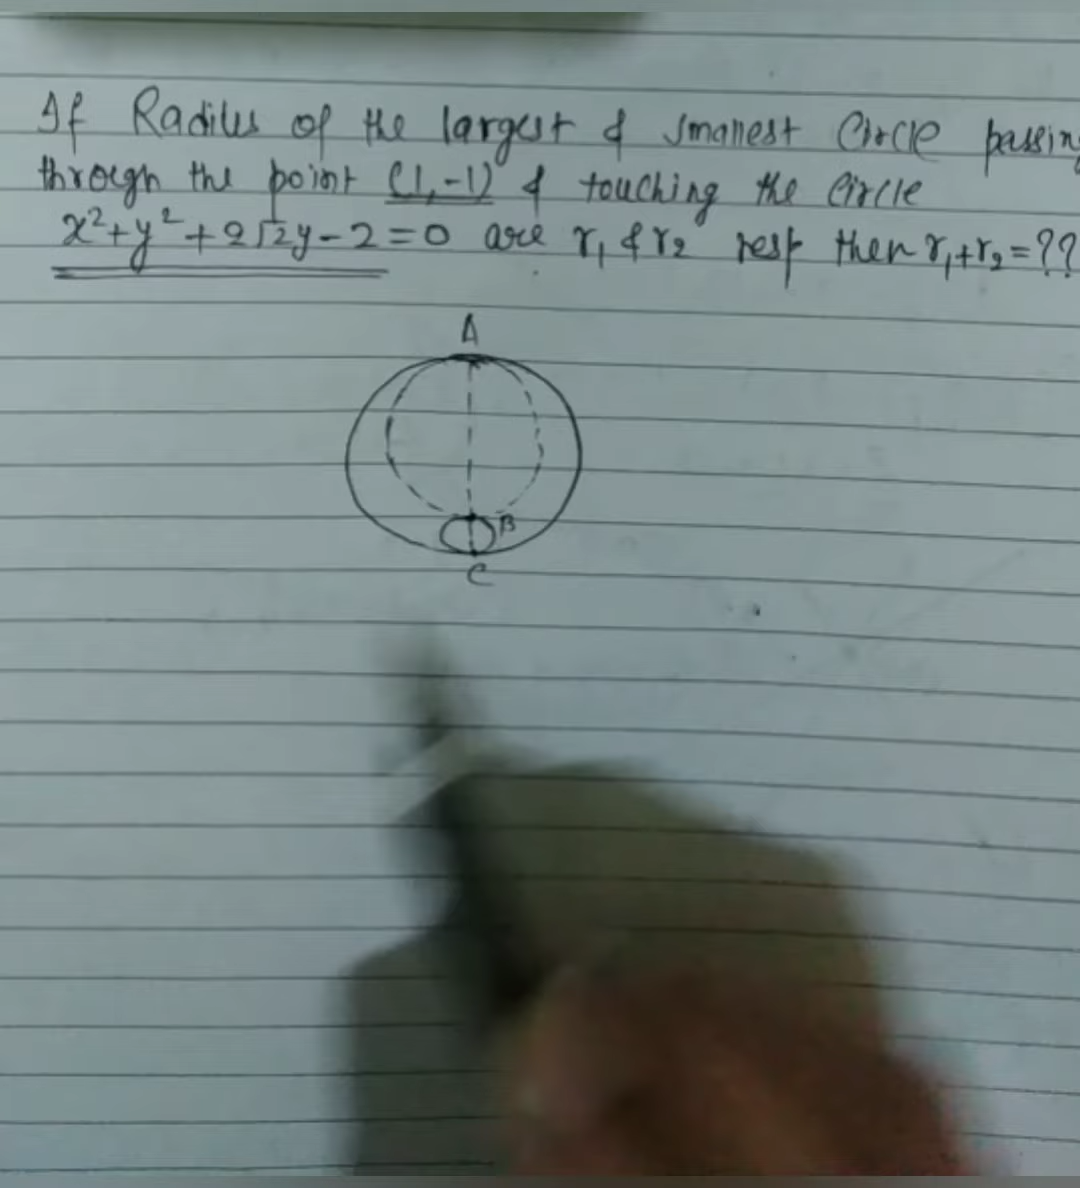 If Radius of the largest & smallest Circle passing
through the point (1,-1) & touching the Circle
x²+y²+2√2y-2=0 are r₁ & r₂ resp then r₁+r₂=??
A
B
C